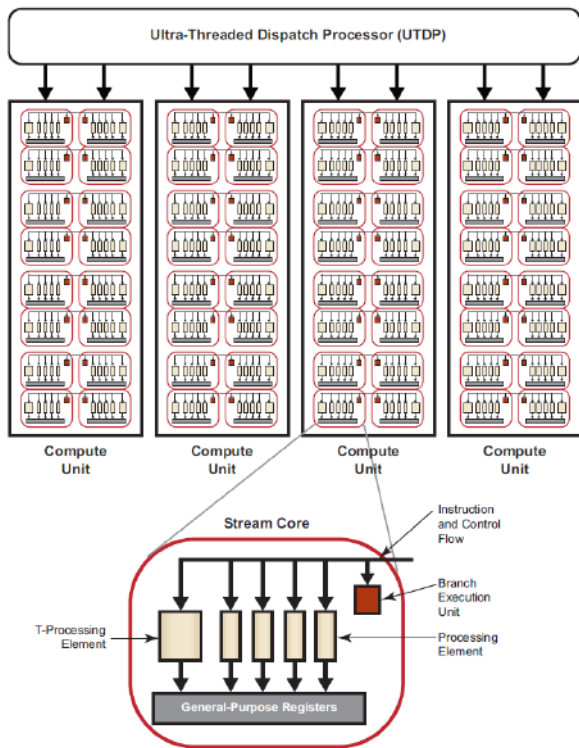 Ultra-Threaded Dispatch Processor (UTDP)
Compute
Unit
Compute
Unit
Compute
Unit
Compute
Unit
Stream Core
Instruction
and Control
Flow
Branch
Execution
Unit
T-Processing
Element
Processing
Element
General-Purpose Registers